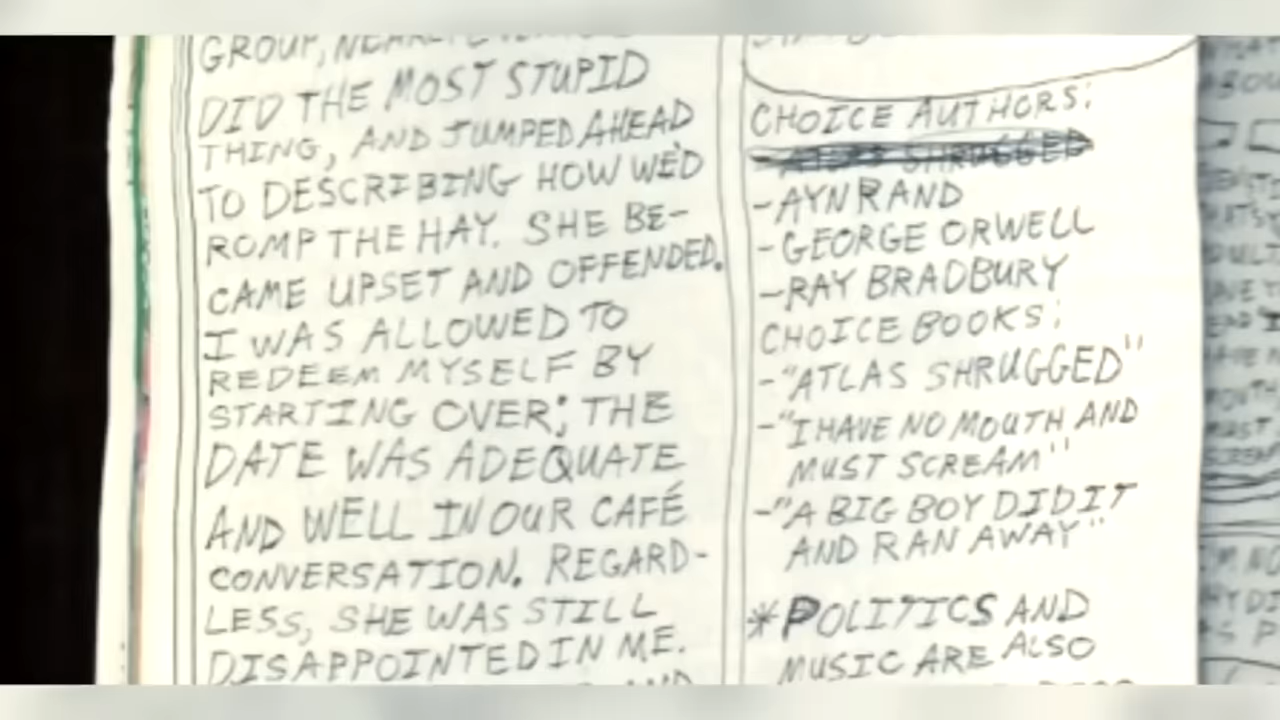 GROUP,
DID THE MOST STUPID
THING, AND JUMPED AHEAD
TO DESCRIBING HOW WE'D
ROMP THE HAY. SHE BE-
CAME UPSET AND OFFENDED.
I WAS ALLOWED TO
REDEEM MYSELF BY
STARTING OVER; THE
DATE WAS ADEQUATE
AND WELL IN OUR CAFÉ
CONVERSATION. REGARD-
LESS, SHE WAS STILL
DISAPPOINTED IN ME.
AND
CHOICE AUTHORS:
SHRUGGED
-AYN RAND
-GEORGE ORWELL
-RAY BRADBURY
CHOICE BOOKS:
-"ATLAS SHRUGGED"
-"I HAVE NO MOUTH AND
MUST SCREAM"
-"A BIG BOY DID IT
AND RAN AWAY"
*POLITICS AND
MUSIC ARE ALSO